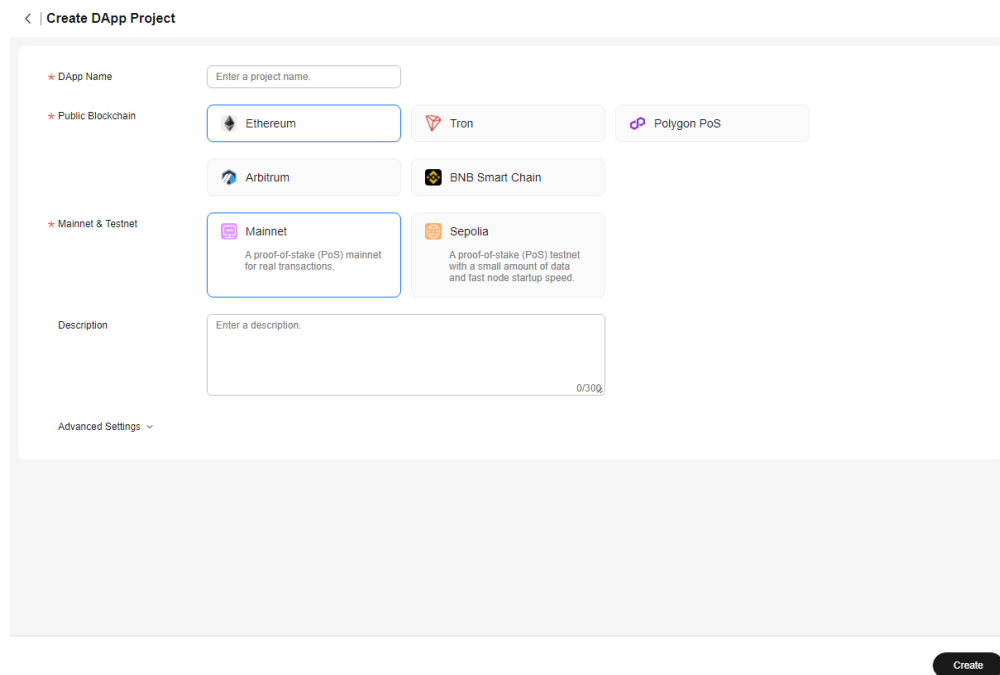 Create DApp Project
* DApp Name
Enter a project name.
* Public Blockchain
Ethereum
Tron
Polygon PoS
Arbitrum
BNB Smart Chain
* Mainnet & Testnet
Mainnet
A proof-of-stake (PoS) mainnet
for real transactions.
Sepolia
A proof-of-stake (PoS) testnet
with a small amount of data
and fast node startup speed.
Description
Enter a description.
0/300
Advanced Settings
Create